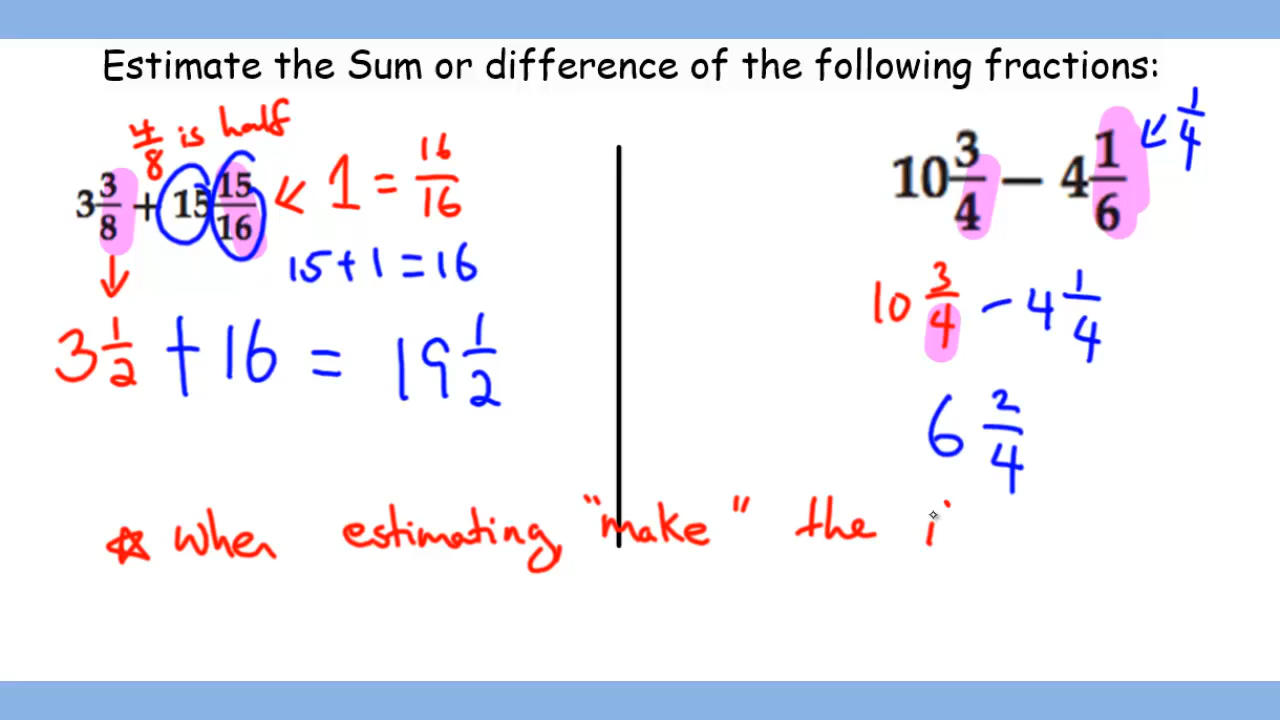 Estimate the Sum or difference of the following fractions:
4/8 is half
3 3/8 + 15 15/16
1 = 16/16
15 + 1 = 16
3 1/2 + 16 = 19 1/2
10 3/4 − 4 1/6
1/4
10 3/4 − 4 1/4
6 2/4
When estimating, "make" the i